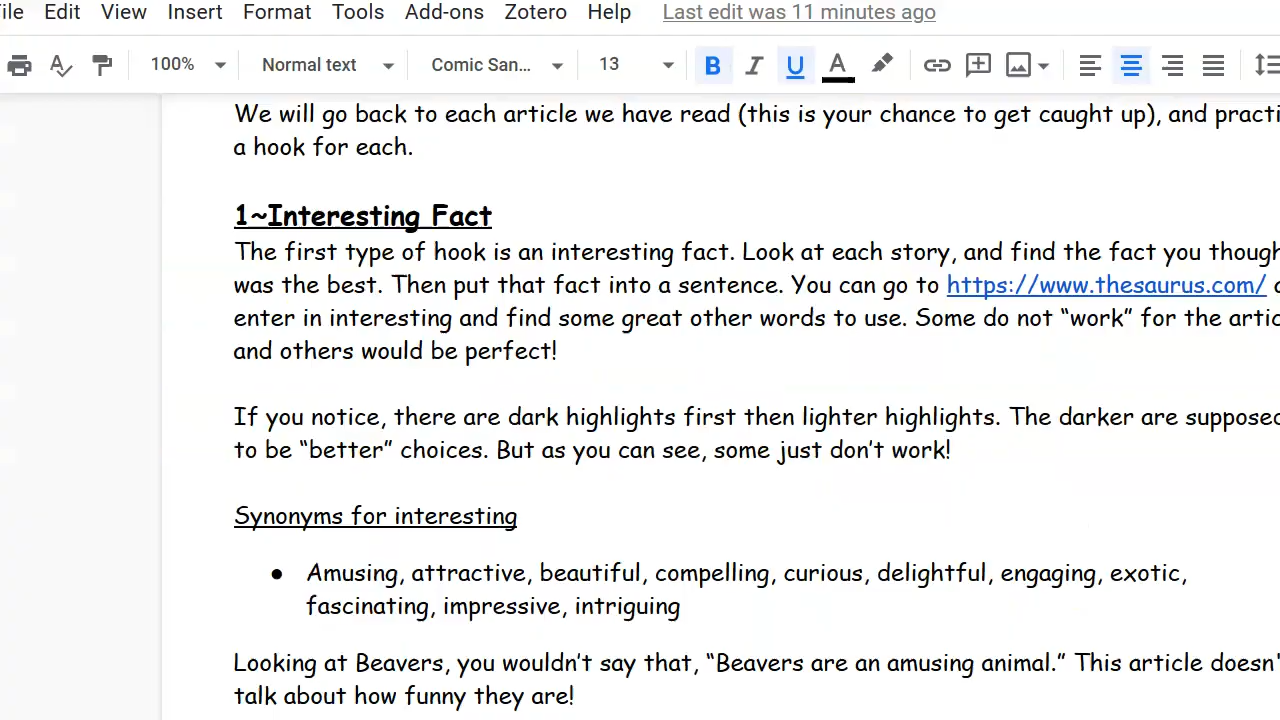 File Edit View Insert Format Tools Add-ons Zotero Help Last edit was 11 minutes ago
100% Normal text Comic San... 13 B I U A
We will go back to each article we have read (this is your chance to get caught up), and practi
a hook for each.
1~Interesting Fact
The first type of hook is an interesting fact. Look at each story, and find the fact you though
was the best. Then put that fact into a sentence. You can go to https://www.thesaurus.com/
enter in interesting and find some great other words to use. Some do not “work” for the artic
and others would be perfect!
If you notice, there are dark highlights first then lighter highlights. The darker are supposed
to be “better” choices. But as you can see, some just don’t work!
Synonyms for interesting
● Amusing, attractive, beautiful, compelling, curious, delightful, engaging, exotic,
fascinating, impressive, intriguing
Looking at Beavers, you wouldn’t say that, “Beavers are an amusing animal.” This article doesn’
talk about how funny they are!